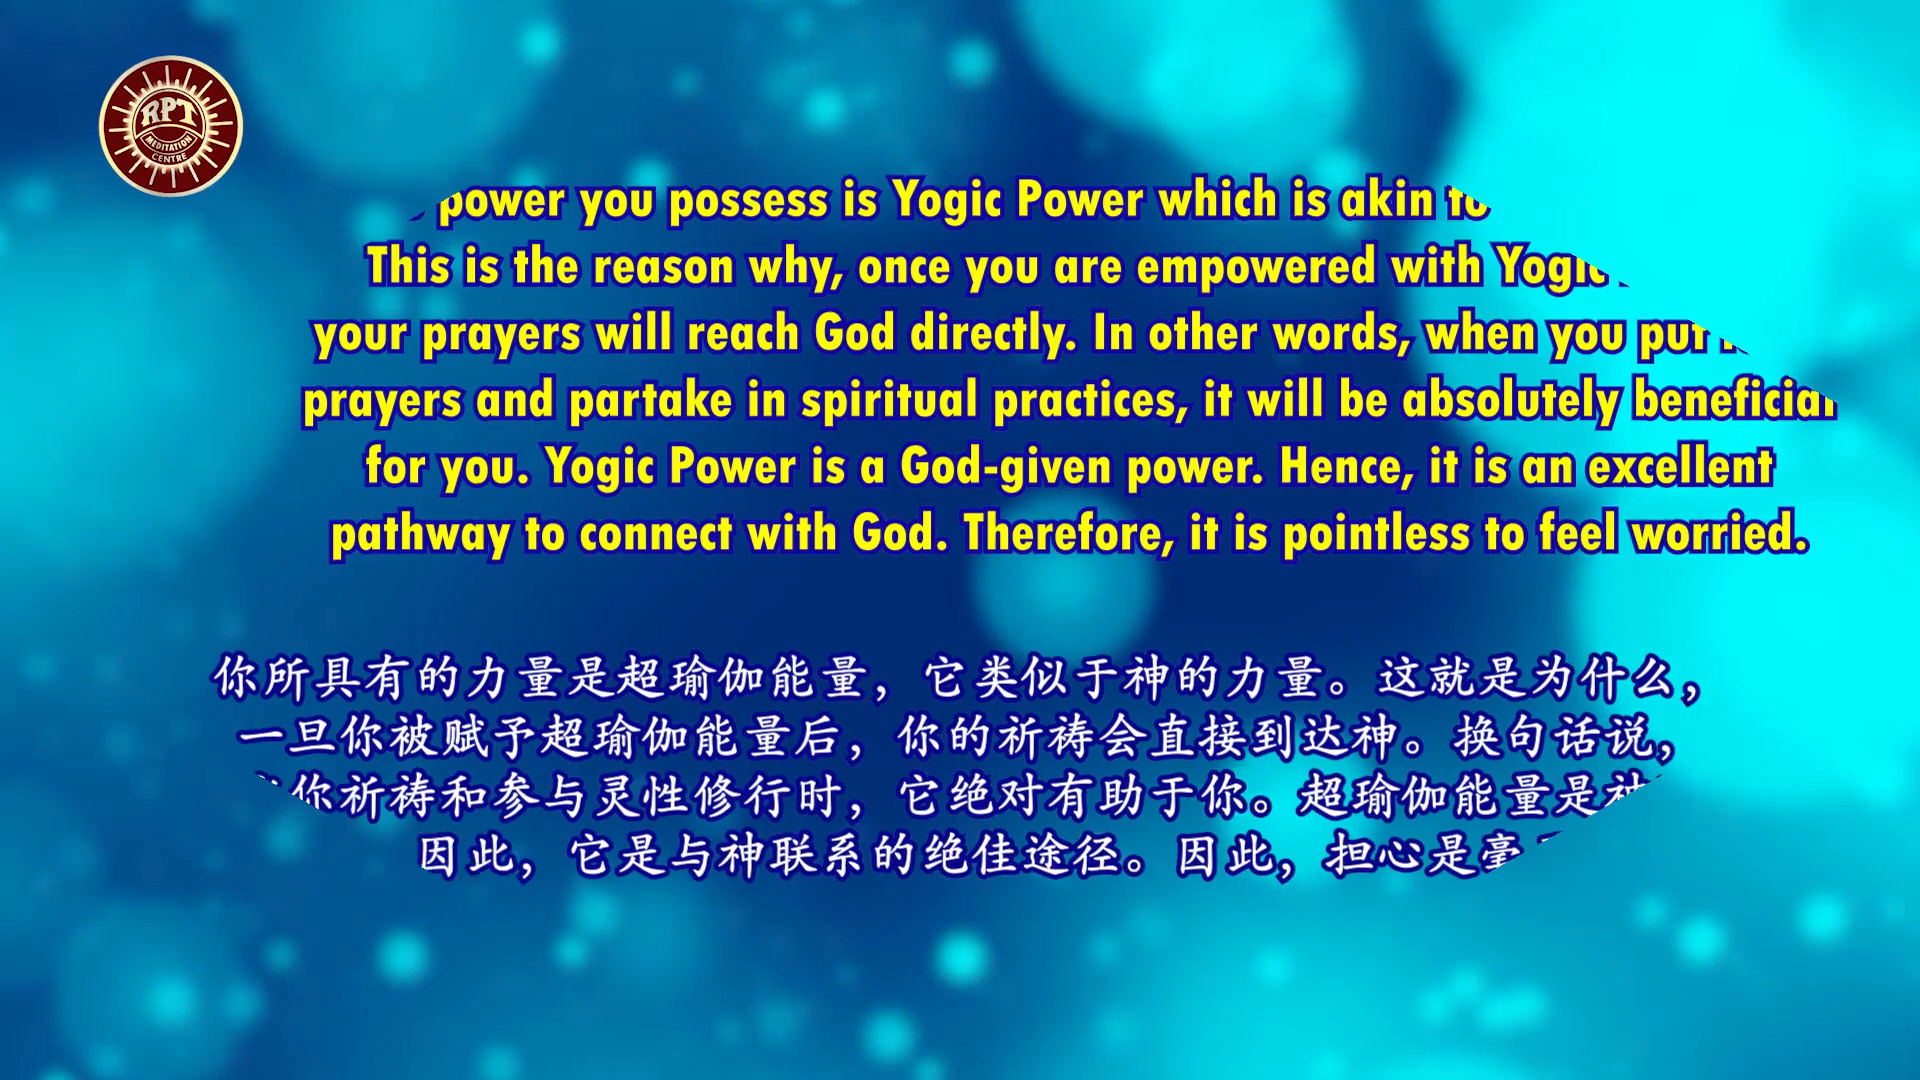 RPT
MEDITATION
CENTRE
power you possess is Yogic Power which is akin to
This is the reason why, once you are empowered with Yogic
your prayers will reach God directly. In other words, when you put
prayers and partake in spiritual practices, it will be absolutely beneficial
for you. Yogic Power is a God-given power. Hence, it is an excellent
pathway to connect with God. Therefore, it is pointless to feel worried.
你所具有的力量是超瑜伽能量，它类似于神的力量。这就是为什么，
一旦你被赋予超瑜伽能量后，你的祈祷会直接到达神。换句话说，
你祈祷和参与灵性修行时，它绝对有助于你。超瑜伽能量是神
因此，它是与神联系的绝佳途径。因此，担心是毫